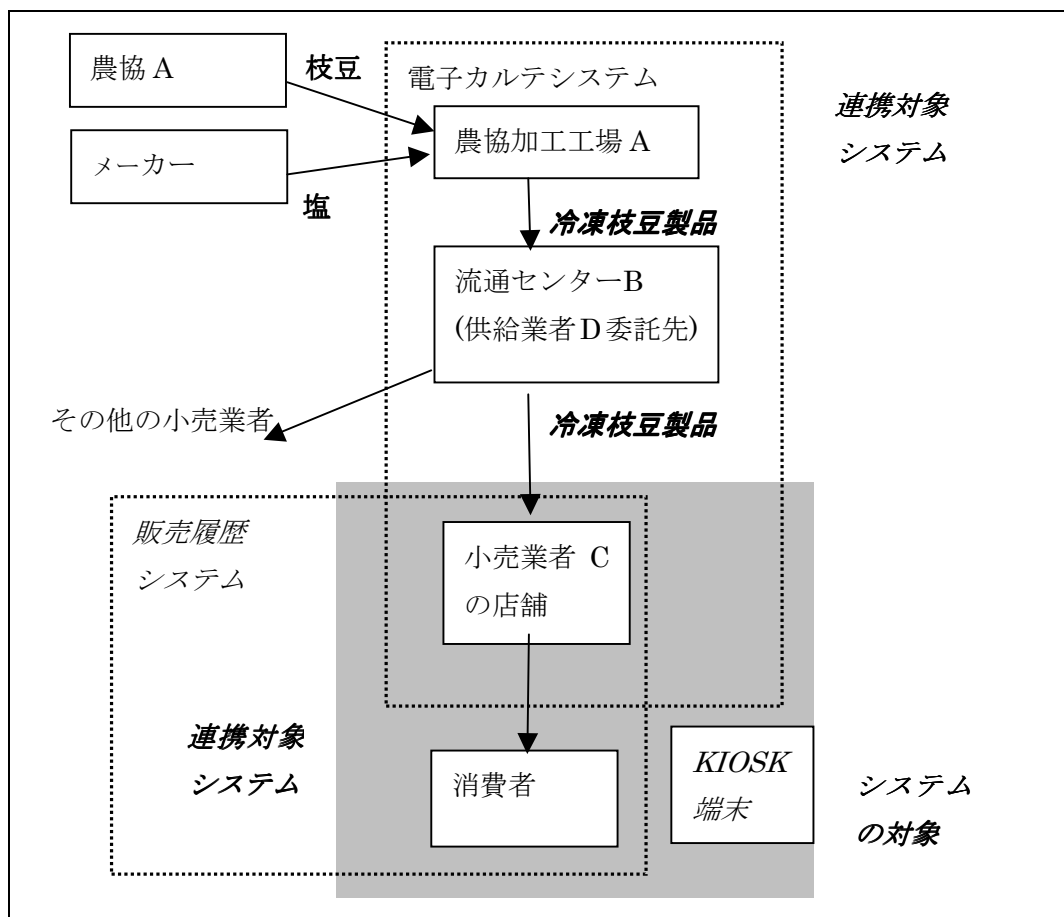 農協 A
枝豆
電子カルテシステム
連携対象
システム
農協加工工場 A
メーカー
塩
冷凍枝豆製品
流通センターB
(供給業者 D 委託先)
その他の小売業者
冷凍枝豆製品
販売履歴
システム
小売業者 C
の店舗
連携対象
システム
消費者
KIOSK
端末
システム
の対象